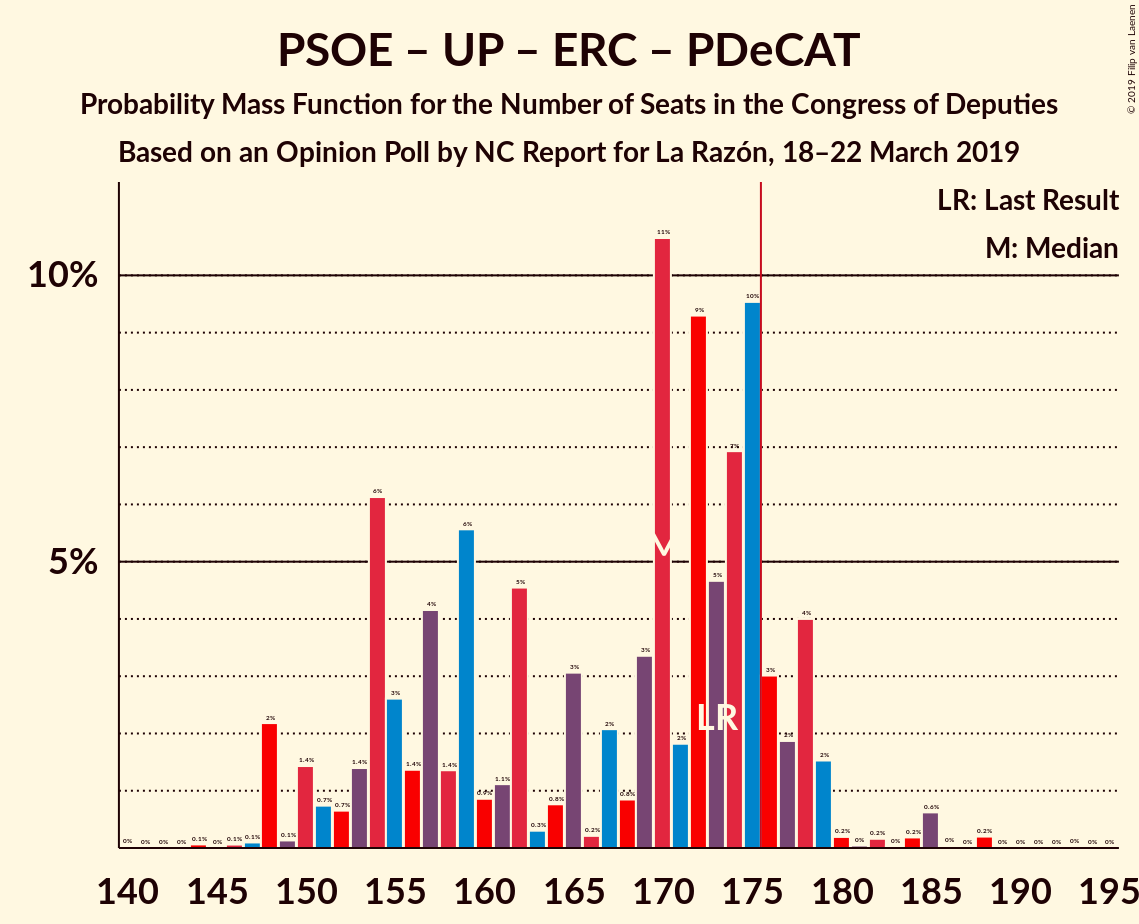 PSOE – UP – ERC – PDeCAT
Probability Mass Function for the Number of Seats in the Congress of Deputies
Based on an Opinion Poll by NC Report for La Razón, 18–22 March 2019
© 2019 Filip van Laenen
LR: Last Result
M: Median
10%
5%
0% 0% 0% 0% 0.1% 0% 0.1% 0.1% 2% 0.1% 1.4% 0.7% 0.7% 1.4% 6% 3% 1.4% 4% 1.4% 6% 0.9% 1.1% 5% 0.3% 0.8% 3% 0.2% 2% 0.8% 3% 11% 2% 9% 5% 7% 10% 3% 2% 4% 2% 0.2% 0% 0.2% 0% 0.2% 0.6% 0% 0% 0.2% 0% 0% 0% 0% 0% 0% 0%
M
LR
140 145 150 155 160 165 170 175 180 185 190 195